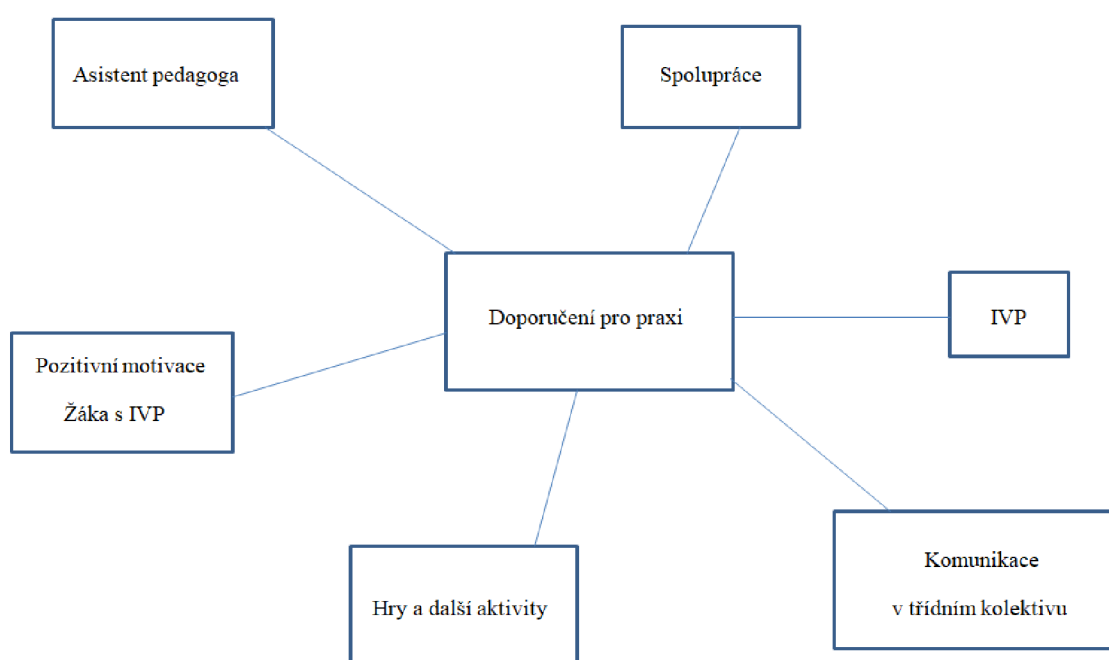 Asistent pedagoga
Spolupráce
Doporučení pro praxi
IVP
Pozitivní motivace
Žáka s IVP
Hry a další aktivity
Komunikace
v třídním kolektivu